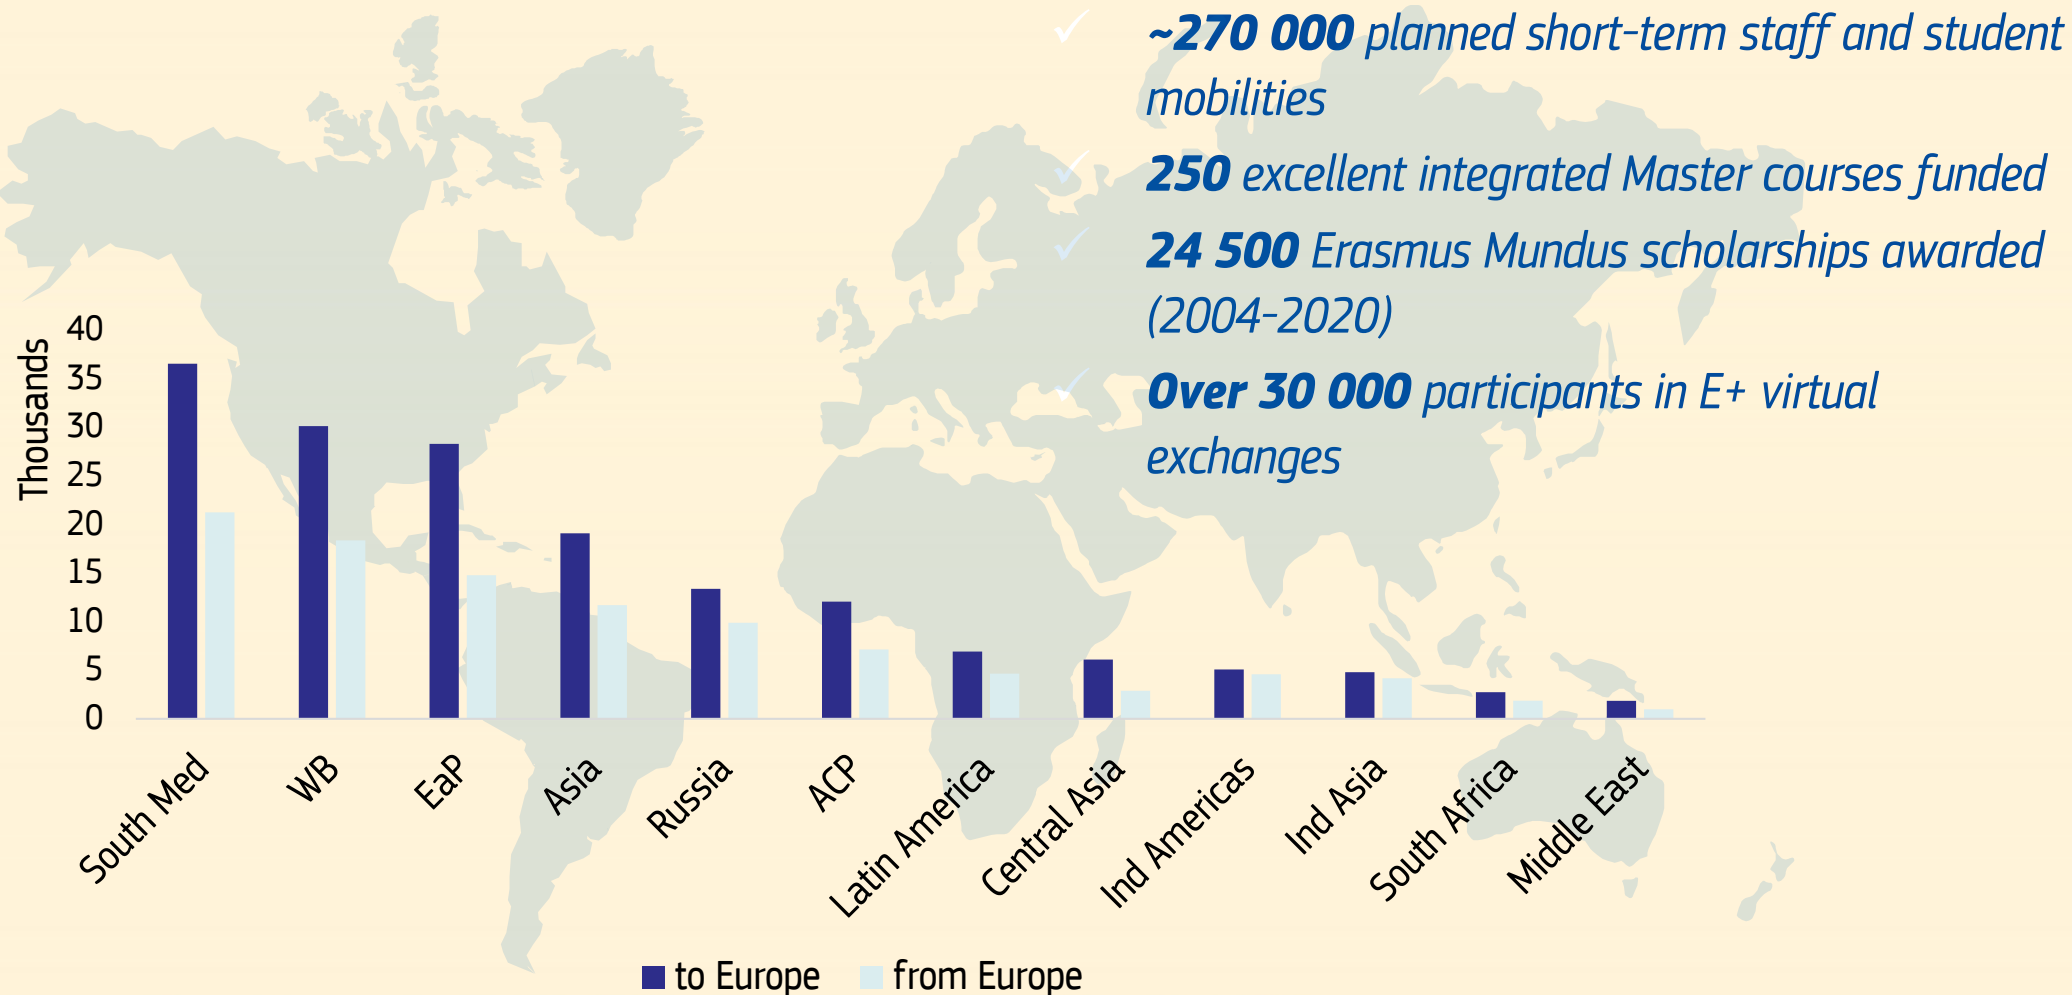 ~270 000 planned short-term staff and student
mobilities
250 excellent integrated Master courses funded
24 500 Erasmus Mundus scholarships awarded
(2004-2020)
Over 30 000 participants in E+ virtual
exchanges
Thousands
40
35
30
25
20
15
10
5
0
South Med
WB
EaP
Asia
Russia
ACP
Latin America
Central Asia
Ind Americas
Ind Asia
South Africa
Middle East
to Europe
from Europe